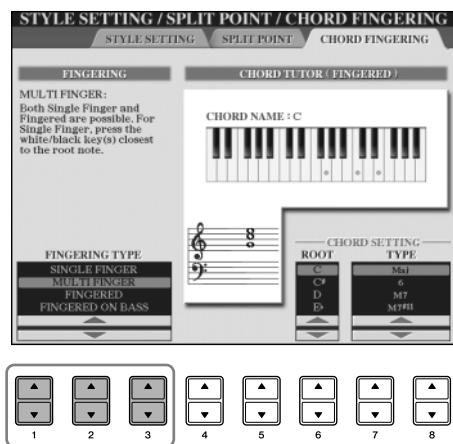 STYLE SETTING / SPLIT POINT / CHORD FINGERING
STYLE SETTING SPLIT POINT CHORD FINGERING
FINGERING
MULTI FINGER:
Both Single Finger and
Fingered are possible. For
Single Finger, press the
white/black key(s) closest
to the root note.
CHORD TUTOR ( FINGERED )
CHORD NAME : C
FINGERING TYPE
SINGLE FINGER
MULTI FINGER
FINGERED
FINGERED ON BASS
CHORD SETTING
ROOT TYPE
C Maj
C# 6
D M7
E♭ M7#11
1 2 3 4 5 6 7 8